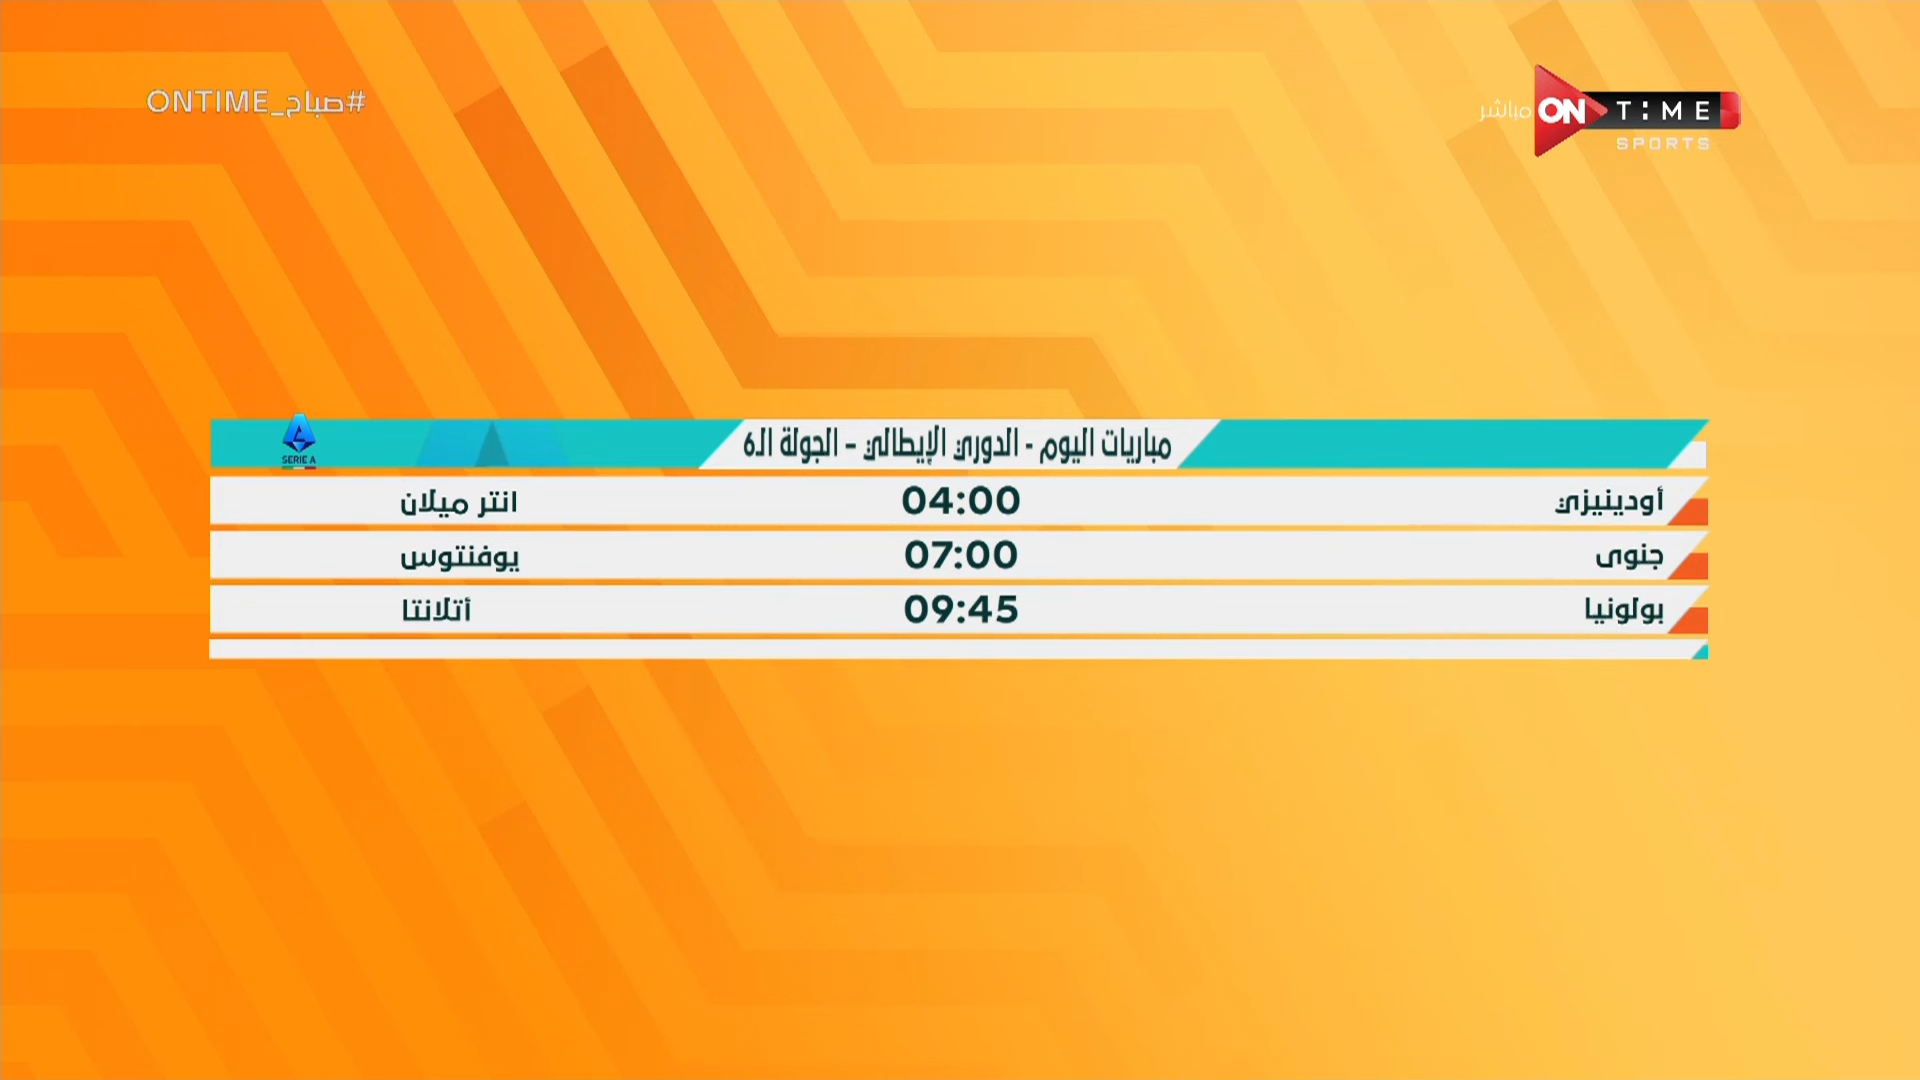 #صباح_ONTIME
مباشر ON TIME
SPORTS
مباريات اليوم - الدوري الإيطالي - الجولة الـ6
SERIE A
أودينيزي 04:00 انتر ميلان
جنوى 07:00 يوفنتوس
بولونيا 09:45 أتلانتا